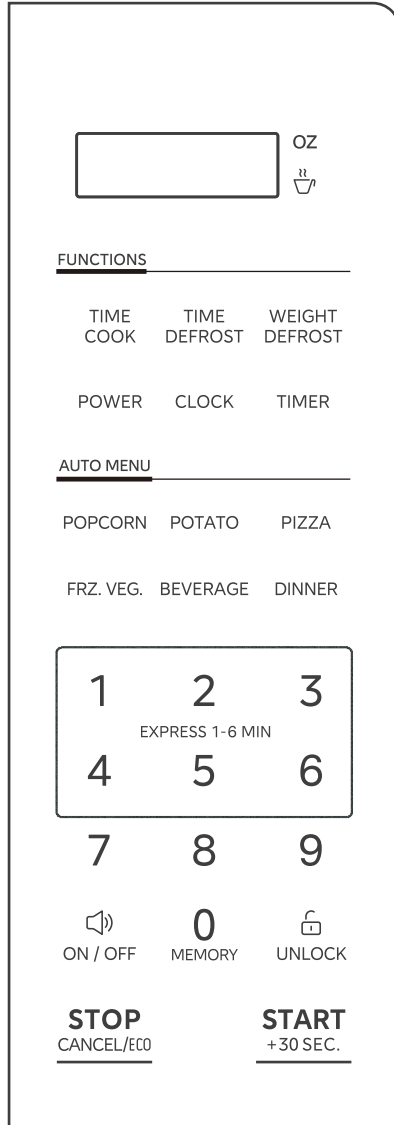 OZ
FUNCTIONS
TIME TIME WEIGHT
COOK DEFROST DEFROST
POWER CLOCK TIMER
AUTO MENU
POPCORN POTATO PIZZA
FRZ. VEG. BEVERAGE DINNER
1 2 3
EXPRESS 1-6 MIN
4 5 6
7 8 9
0
ON / OFF MEMORY UNLOCK
STOP START
CANCEL/ECO +30 SEC.